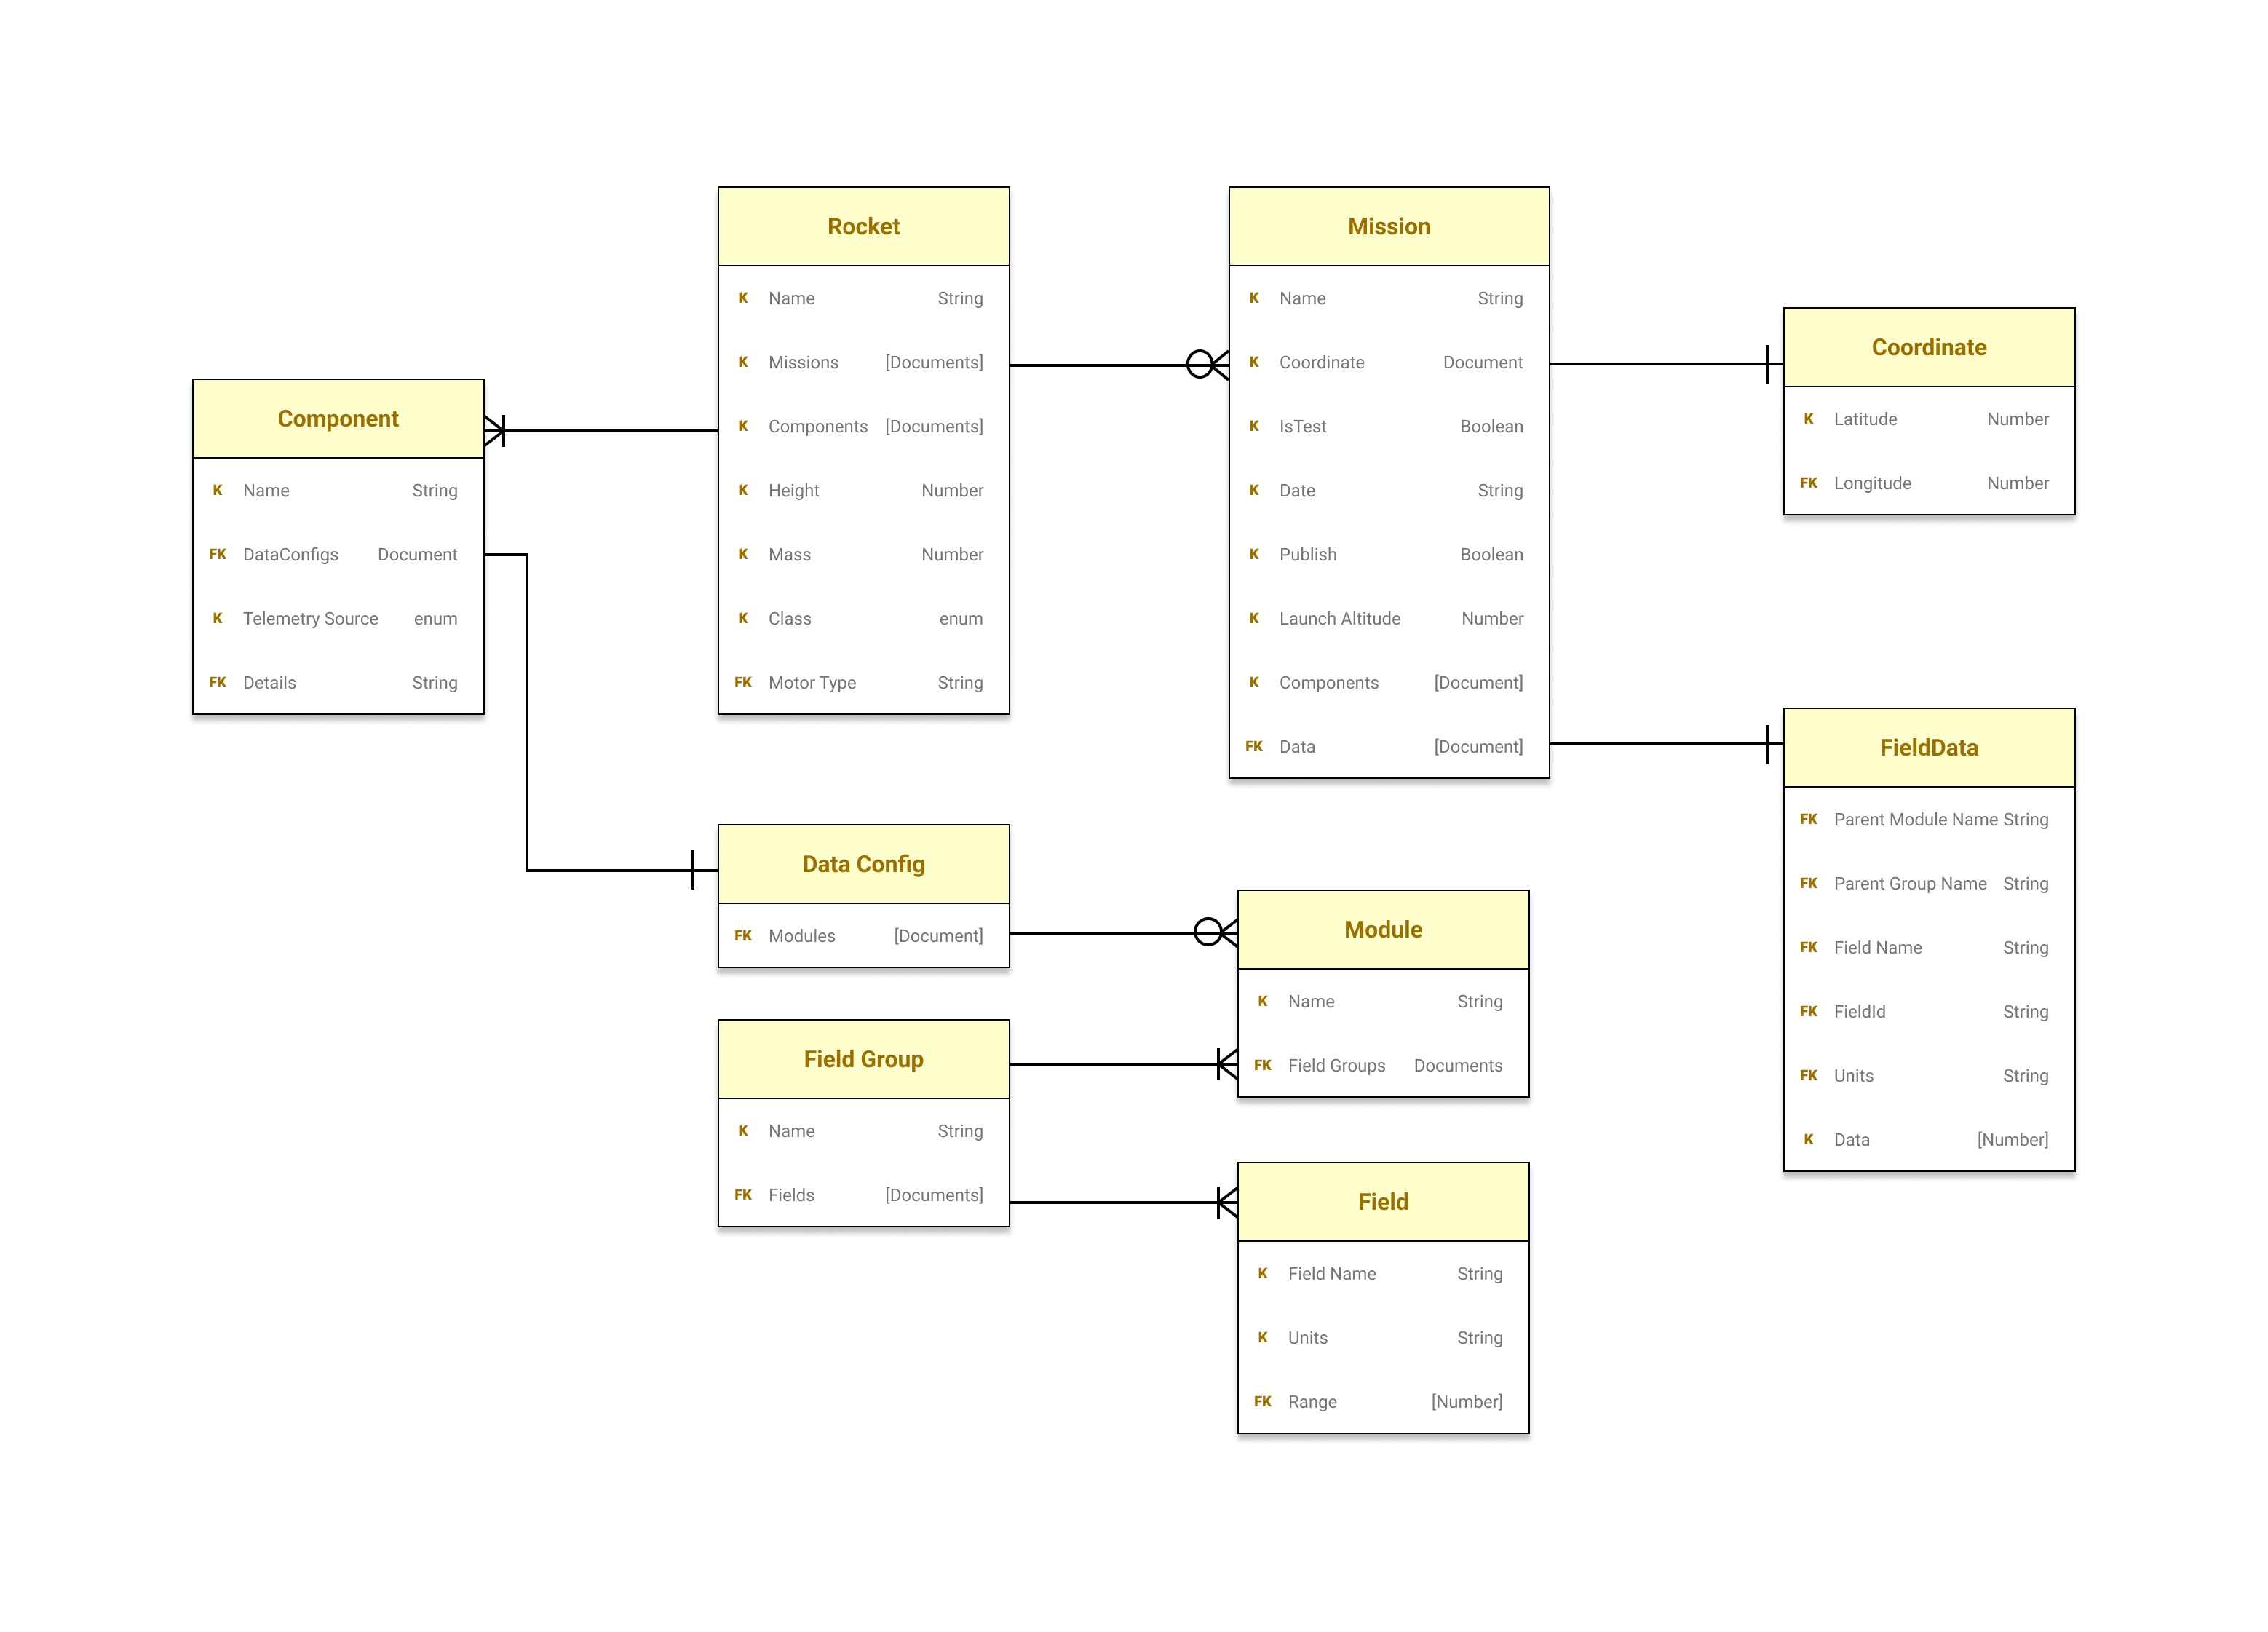 Rocket
K Name String
K Missions [Documents]
K Components [Documents]
K Height Number
K Mass Number
K Class enum
FK Motor Type String
Mission
K Name String
K Coordinate Document
K IsTest Boolean
K Date String
K Publish Boolean
K Launch Altitude Number
K Components [Document]
FK Data [Document]
Coordinate
K Latitude Number
FK Longitude Number
Component
K Name String
FK DataConfigs Document
K Telemetry Source enum
FK Details String
FieldData
FK Parent Module Name String
FK Parent Group Name String
FK Field Name String
FK FieldId String
FK Units String
K Data [Number]
Data Config
FK Modules [Document]
Module
K Name String
FK Field Groups Documents
Field Group
K Name String
FK Fields [Documents]
Field
K Field Name String
K Units String
FK Range [Number]